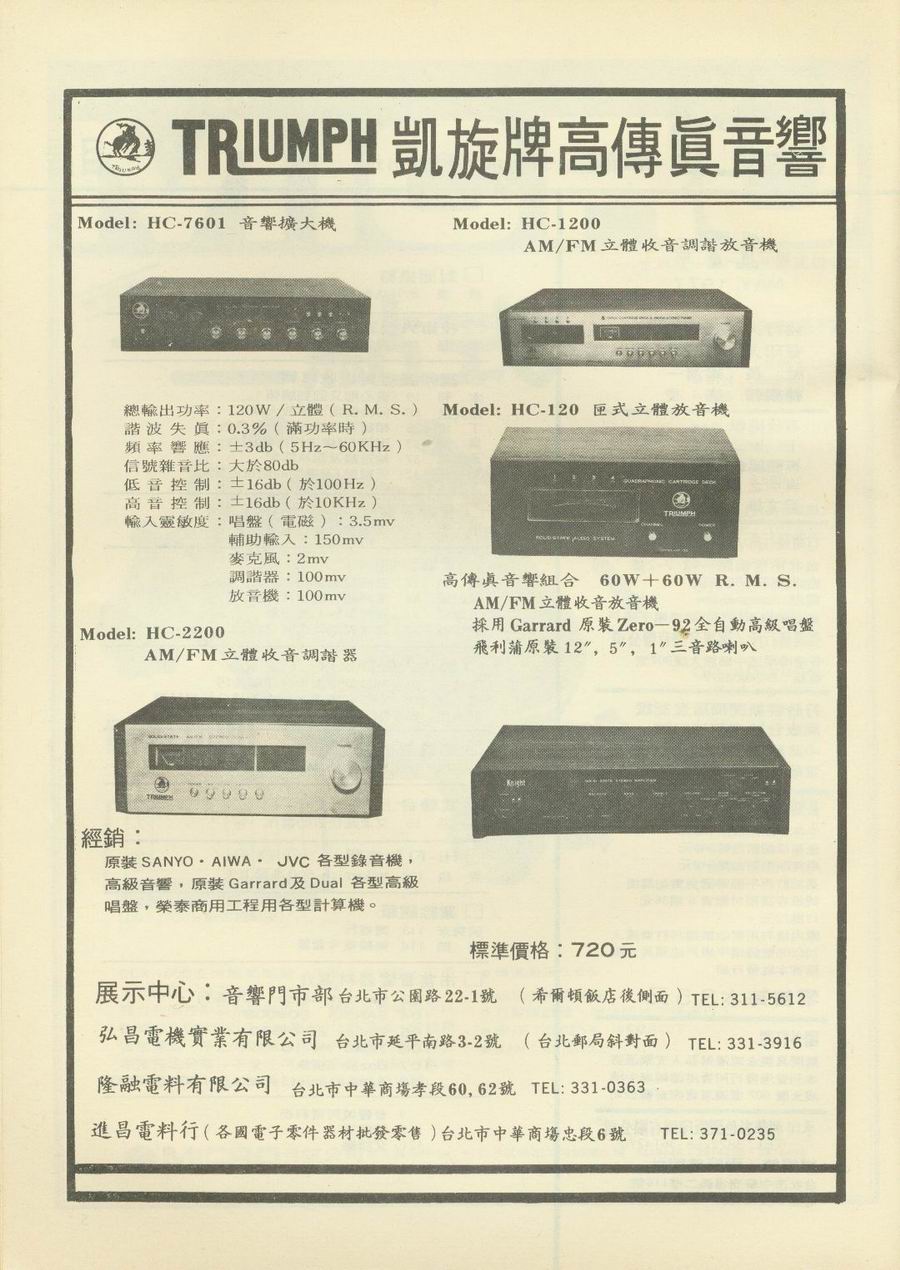 TRIUMPH 凱旋牌高傳眞音響
Model: HC-7601 音響擴大機
總輸出功率：120W / 立體 ( R. M. S. )
諧波失眞：0.3% ( 滿功率時 )
頻率響應：±3db ( 5Hz～60KHz )
信號雜音比：大於80db
低音控制：±16db ( 於100Hz )
高音控制：±16db ( 於10KHz )
輸入靈敏度：唱盤 ( 電磁 ) ：3.5mv
輔助輸入：150mv
麥克風：2mv
調諧器：100mv
放音機：100mv
Model: HC-2200
AM/FM 立體收音調諧器
TRIUMPH
Model: HC-1200
AM/FM 立體收音調諧放音機
Model: HC-120 匣式立體放音機
1 2 3 4 QUADRAPHONIC CARTRIDGE DECK
TRIUMPH
CHANNEL POWER
SOLID-STATE AUDIO SYSTEM
高傳眞音響組合 60W＋60W R. M. S.
AM/FM 立體收音放音機
採用 Garrard 原裝 Zero－92 全自動高級唱盤
飛利蒲原裝 12″, 5″, 1″ 三音路喇叭
Knight
經銷：
原裝 SANYO・AIWA・ JVC 各型錄音機，
高級音響，原裝 Garrard 及 Dual 各型高級
唱盤，榮泰商用工程用各型計算機。
標準價格：720 元
展示中心：音響門市部 台北市公園路 22-1號 （希爾頓飯店後側面）TEL: 311-5612
弘昌電機實業有限公司 台北市延平南路3-2號 （台北郵局斜對面） TEL: 331-3916
隆融電料有限公司 台北市中華商場孝段60, 62號 TEL: 331-0363
進昌電料行 ( 各國電子零件器材批發零售 ) 台北市中華商場忠段6號 TEL: 371-0235